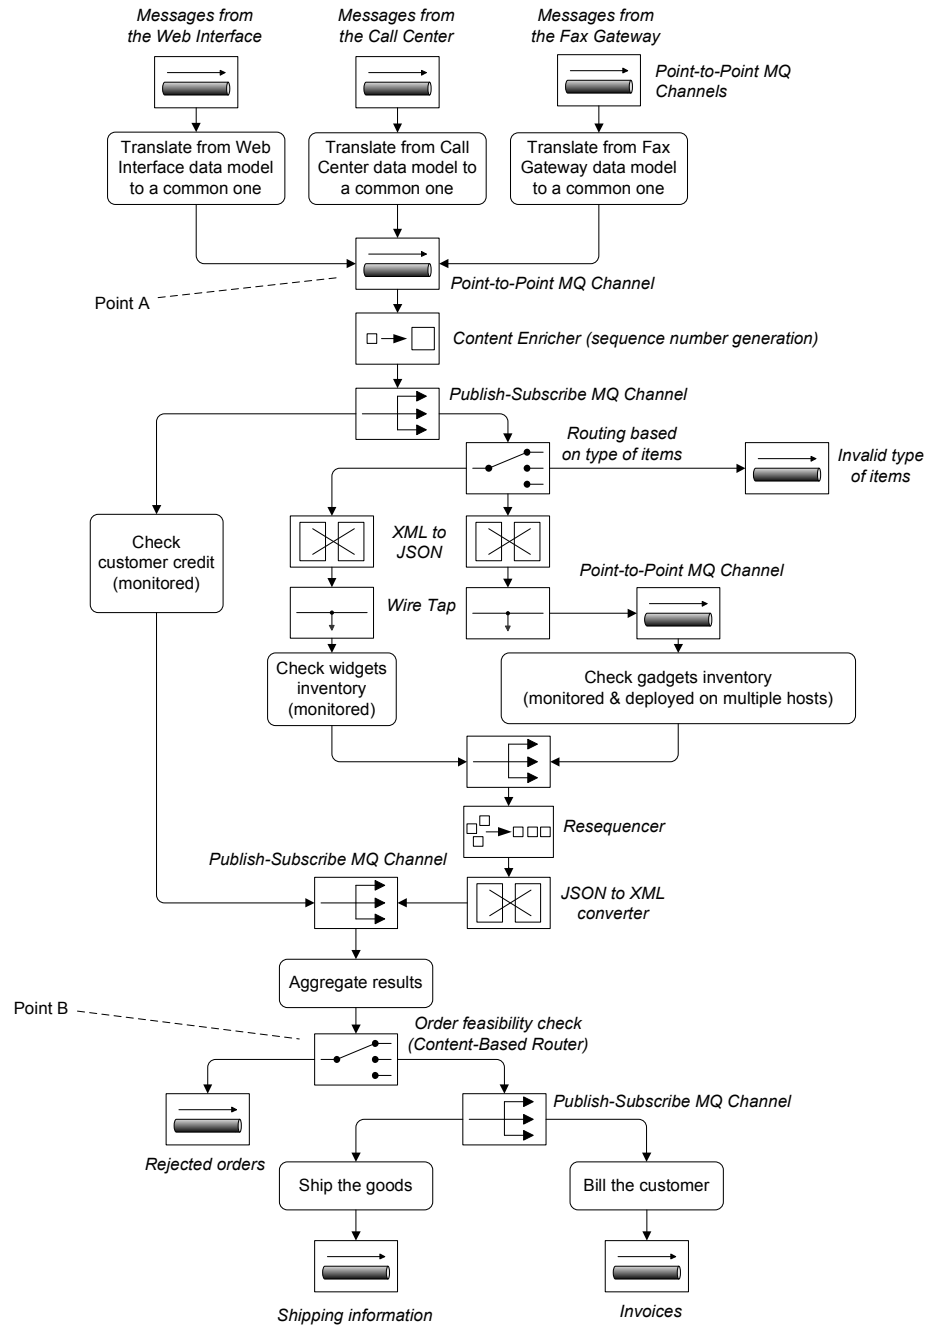 Messages from
the Web Interface
Messages from
the Call Center
Messages from
the Fax Gateway
Point-to-Point MQ
Channels
Translate from Web
Interface data model
to a common one
Translate from Call
Center data model to
a common one
Translate from Fax
Gateway data model
to a common one
Point A
Point-to-Point MQ Channel
Content Enricher (sequence number generation)
Publish-Subscribe MQ Channel
Routing based
on type of items
Invalid type
of items
Check
customer credit
(monitored)
XML to
JSON
Point-to-Point MQ Channel
Wire Tap
Check widgets
inventory
(monitored)
Check gadgets inventory
(monitored & deployed on multiple hosts)
Resequencer
Publish-Subscribe MQ Channel
JSON to XML
converter
Aggregate results
Point B
Order feasibility check
(Content-Based Router)
Publish-Subscribe MQ Channel
Rejected orders
Ship the goods
Bill the customer
Shipping information
Invoices